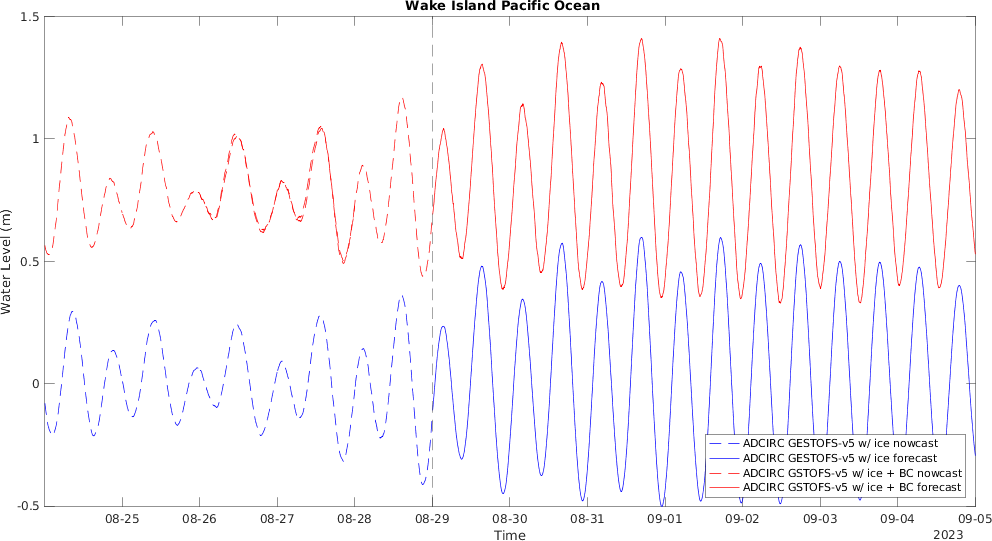 Wake Island Pacific Ocean
Water Level (m)
1.5
1
0.5
0
-0.5
ADCIRC GESTOFS-v5 w/ ice nowcast
ADCIRC GESTOFS-v5 w/ ice forecast
ADCIRC GSTOFS-v5 w/ ice + BC nowcast
ADCIRC GSTOFS-v5 w/ ice + BC forecast
08-25 08-26 08-27 08-28 08-29 08-30 08-31 09-01 09-02 09-03 09-04 09-05
Time
2023